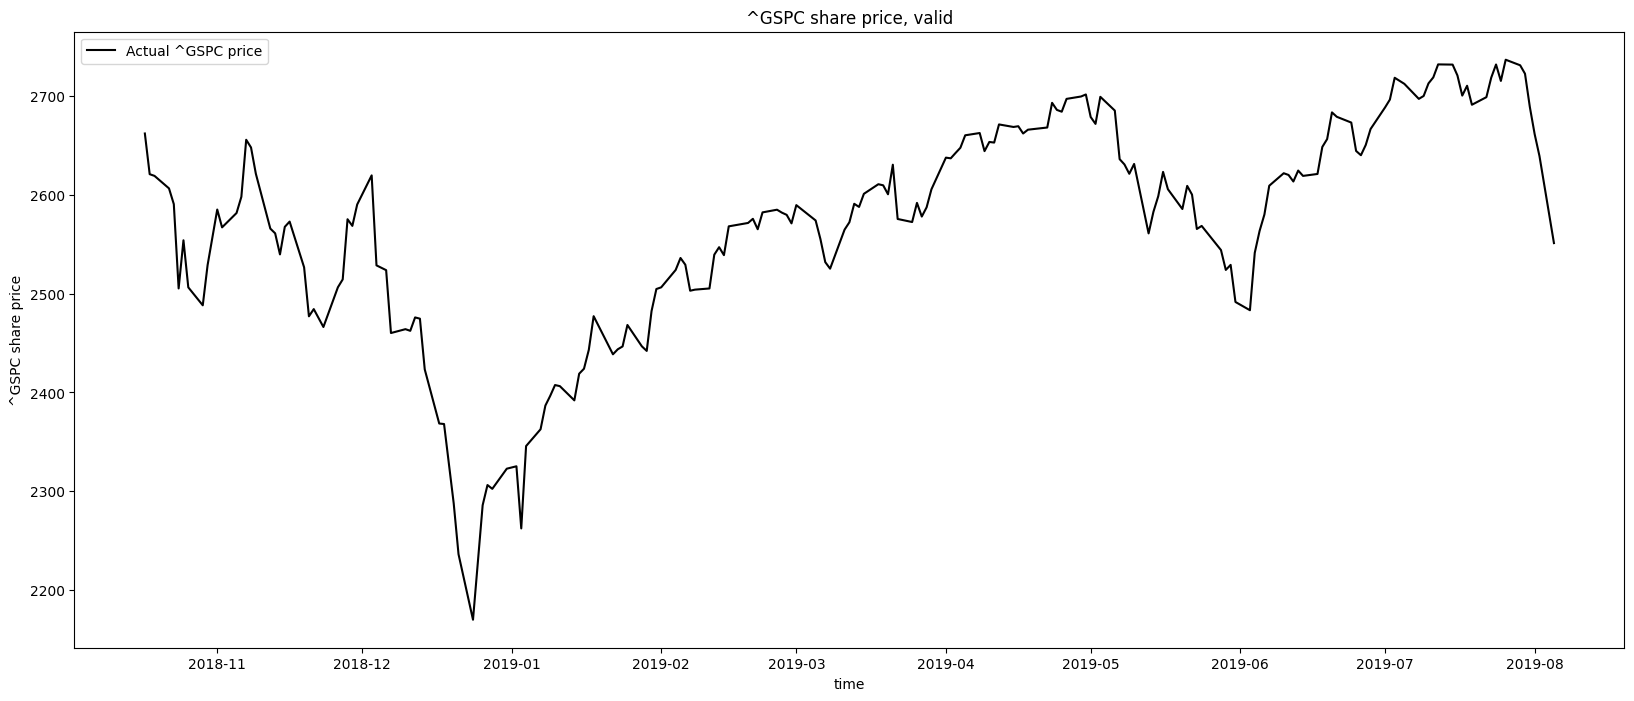 ^GSPC share price, valid
Actual ^GSPC price
^GSPC share price
2700
2600
2500
2400
2300
2200
2018-11 2018-12 2019-01 2019-02 2019-03 2019-04 2019-05 2019-06 2019-07 2019-08
time